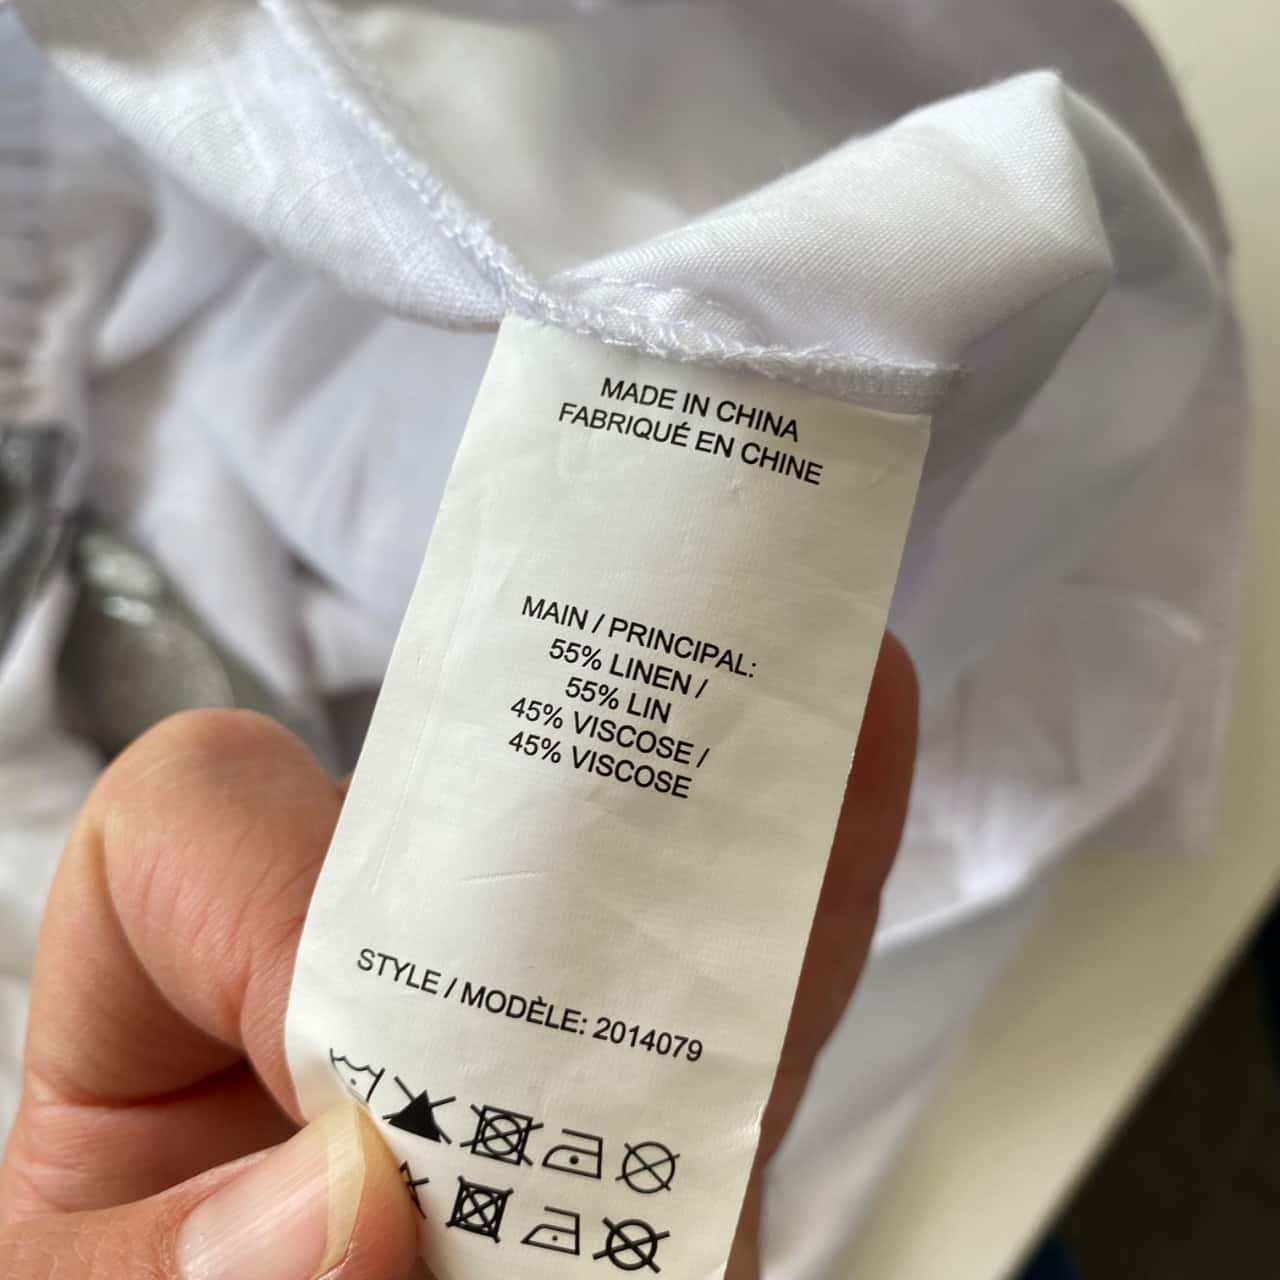 MADE IN CHINA
FABRIQUÉ EN CHINE
MAIN / PRINCIPAL:
55% LINEN /
55% LIN
45% VISCOSE /
45% VISCOSE
STYLE / MODÈLE: 2014079